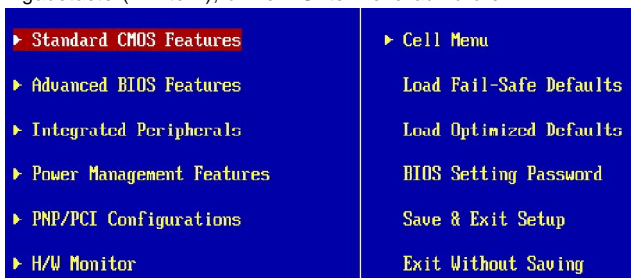 ▶ Standard CMOS Features
▶ Advanced BIOS Features
▶ Integrated Peripherals
▶ Power Management Features
▶ PNP/PCI Configurations
▶ H/W Monitor
▶ Cell Menu
Load Fail-Safe Defaults
Load Optimized Defaults
BIOS Setting Password
Save & Exit Setup
Exit Without Saving